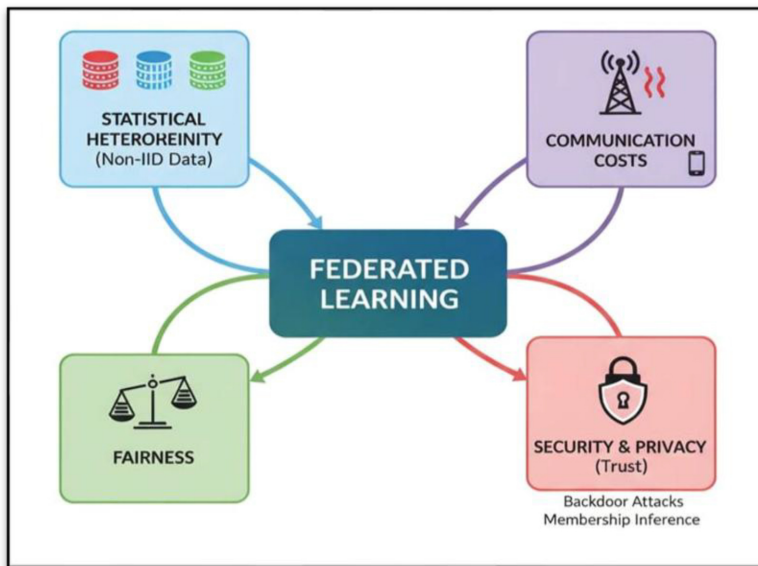 STATISTICAL
HETEROREINITY
(Non-IID Data)
COMMUNICATION
COSTS
FEDERATED
LEARNING
FAIRNESS
SECURITY & PRIVACY
(Trust)
Backdoor Attacks
Membership Inference